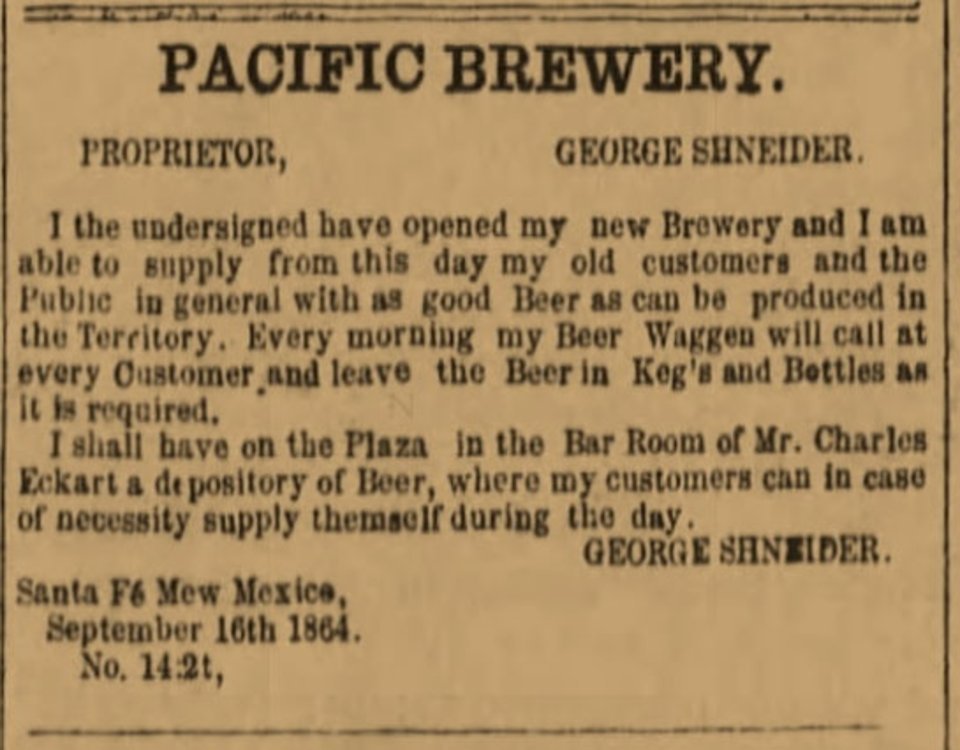 PACIFIC BREWERY.
PROPRIETOR, GEORGE SHNEIDER.
I the undersigned have opened my new Brewery and I am
able to supply from this day my old customers and the
Public in general with as good Beer as can be produced in
the Territory. Every morning my Beer Waggen will call at
every Customer and leave the Beer in Keg's and Bottles as
it is required.
I shall have on the Plaza in the Bar Room of Mr. Charles
Eckart a depository of Beer, where my customers can in case
of necessity supply themself during the day.
GEORGE SHNEIDER.
Santa Fé Mew Mexico,
September 16th 1864.
No. 14:2t,